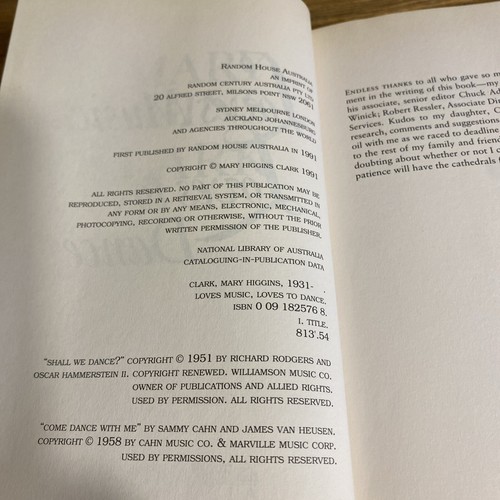 RANDOM HOUSE AUSTRALIA
AN IMPRINT OF
RANDOM CENTURY AUSTRALIA PTY LTD
20 ALFRED STREET, MILSONS POINT NSW 2061
SYDNEY MELBOURNE LONDON
AUCKLAND JOHANNESBURG
AND AGENCIES THROUGHOUT THE WORLD
FIRST PUBLISHED BY RANDOM HOUSE AUSTRALIA IN 1991
COPYRIGHT © MARY HIGGINS CLARK 1991
ALL RIGHTS RESERVED. NO PART OF THIS PUBLICATION MAY BE
REPRODUCED, STORED IN A RETRIEVAL SYSTEM, OR TRANSMITTED IN
ANY FORM OR BY ANY MEANS, ELECTRONIC, MECHANICAL,
PHOTOCOPYING, RECORDING OR OTHERWISE, WITHOUT THE PRIOR
WRITTEN PERMISSION OF THE PUBLISHER.
NATIONAL LIBRARY OF AUSTRALIA
CATALOGUING-IN-PUBLICATION DATA
CLARK, MARY HIGGINS, 1931- .
LOVES MUSIC, LOVES TO DANCE.
ISBN 0 09 182576 8.
I. TITLE.
813'.54
"SHALL WE DANCE?" COPYRIGHT © 1951 BY RICHARD RODGERS AND
OSCAR HAMMERSTEIN II. COPYRIGHT RENEWED. WILLIAMSON MUSIC CO.
OWNER OF PUBLICATIONS AND ALLIED RIGHTS.
USED BY PERMISSION. ALL RIGHTS RESERVED.
"COME DANCE WITH ME" BY SAMMY CAHN AND JAMES VAN HEUSEN.
COPYRIGHT © 1958 BY CAHN MUSIC CO. & MARVILLE MUSIC CORP.
USED BY PERMISSIONS, ALL RIGHTS RESERVED.
ENDLESS THANKS to all who gave so m
ment in the writing of this book—my
his associate, senior editor Chuck Ad
Winick; Robert Ressler, Associate Di
Services. Kudos to my daughter, C
research, comments and suggestions
oil with me as we raced to deadline
to the rest of my family and friend
doubting about whether or not I c
patience will have the cathedrals